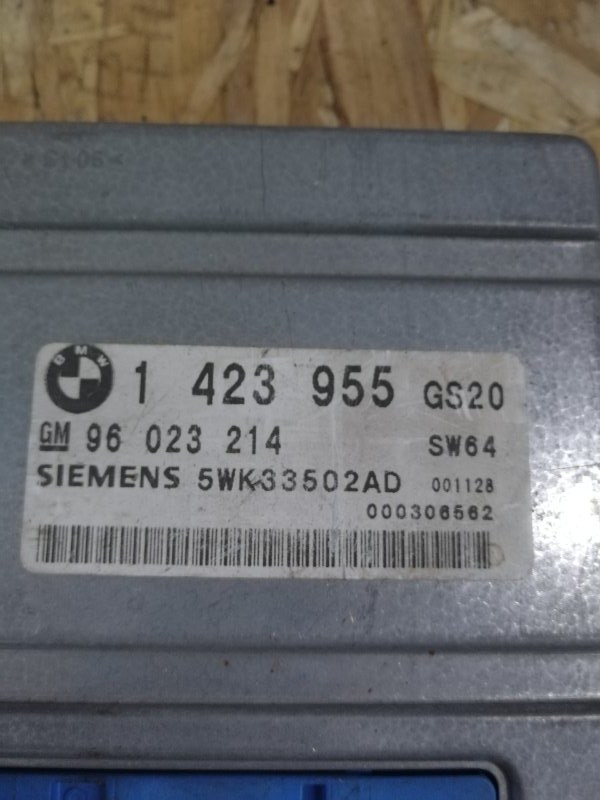 BMW 1 423 955 GS20
GM 96 023 214 SW64
SIEMENS 5WK33502AD 001128
000306562